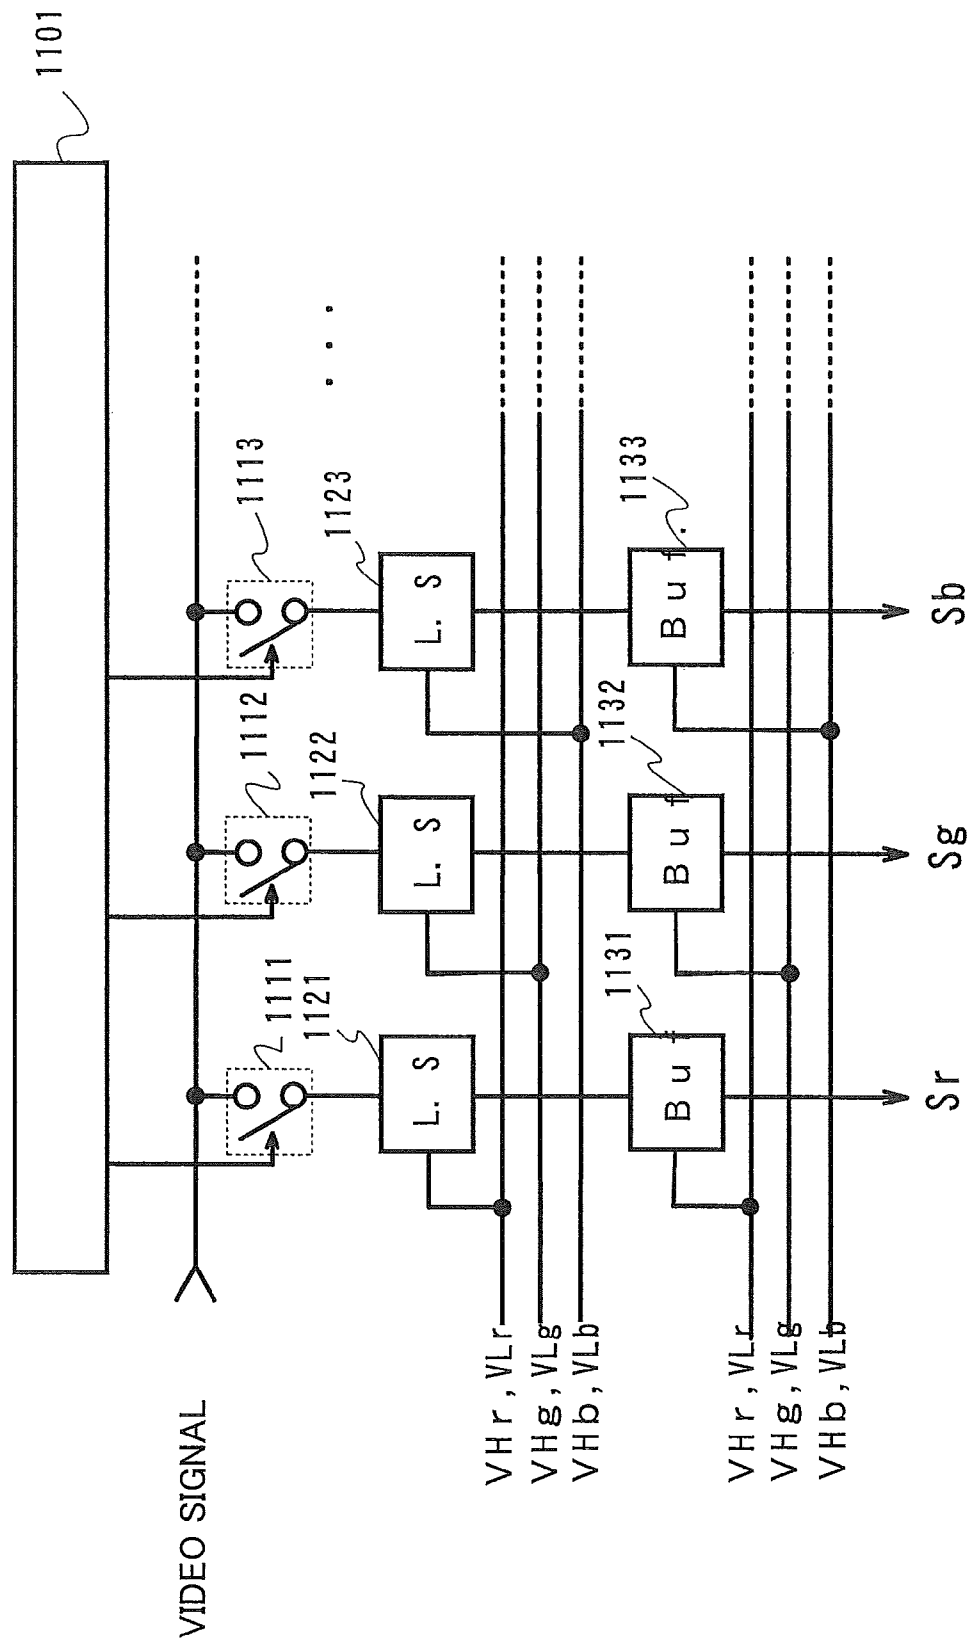 1101
VIDEO SIGNAL
1111
1112
1113
1121
1122
1123
L. S
L. S
L. S
VHr, VLr
VHg, VLg
VHb, VLb
1131
1132
1133
Buf
Buf
Buf.
VHr, VLr
VHg, VLg
VHb, VLb
Sr
Sg
Sb